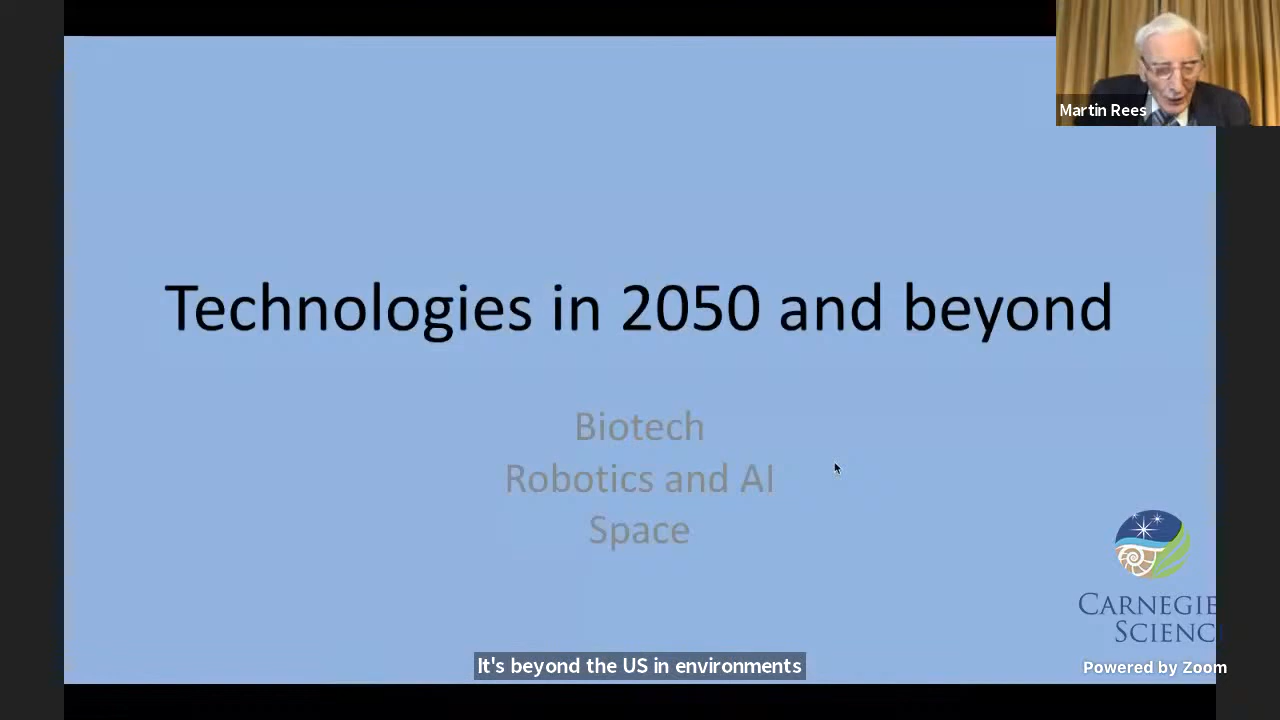 Martin Rees
Technologies in 2050 and beyond
Biotech
Robotics and AI
Space
CARNEGIE
SCIENC
It's beyond the US in environments
Powered by Zoom